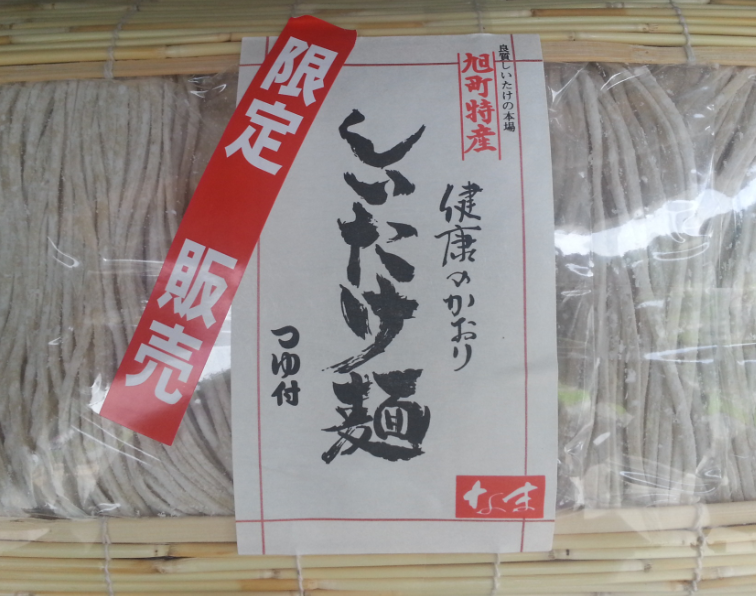 限定 販売
良質しいたけの本場
旭町特産
健康のかおり
しいたけ麺
つゆ付
なま